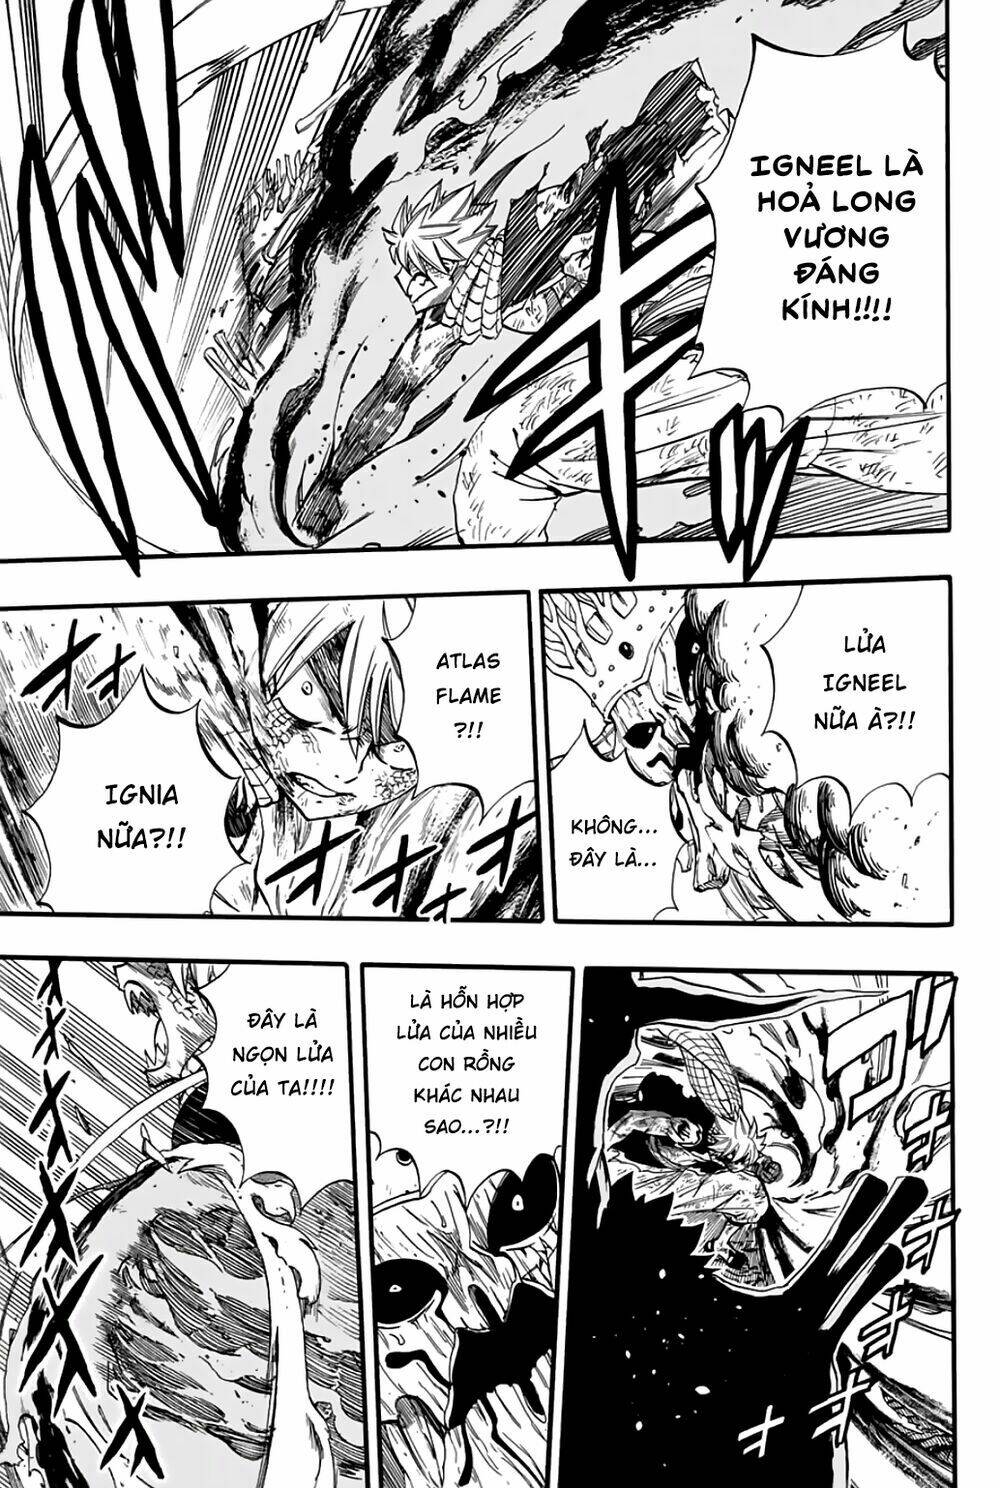 IGNEEL LÀ
HOẢ LONG
VƯƠNG
ĐÁNG
KÍNH!!!!
LỬA
IGNEEL
NỮA À?!!
KHÔNG...
ĐÂY LÀ...
ATLAS
FLAME
?!!
IGNIA
NỮA?!!
LÀ HỖN HỢP
LỬA CỦA NHIỀU
CON RỒNG
KHÁC NHAU
SAO...?!!
ĐÂY LÀ
NGỌN LỬA
CỦA TA!!!!